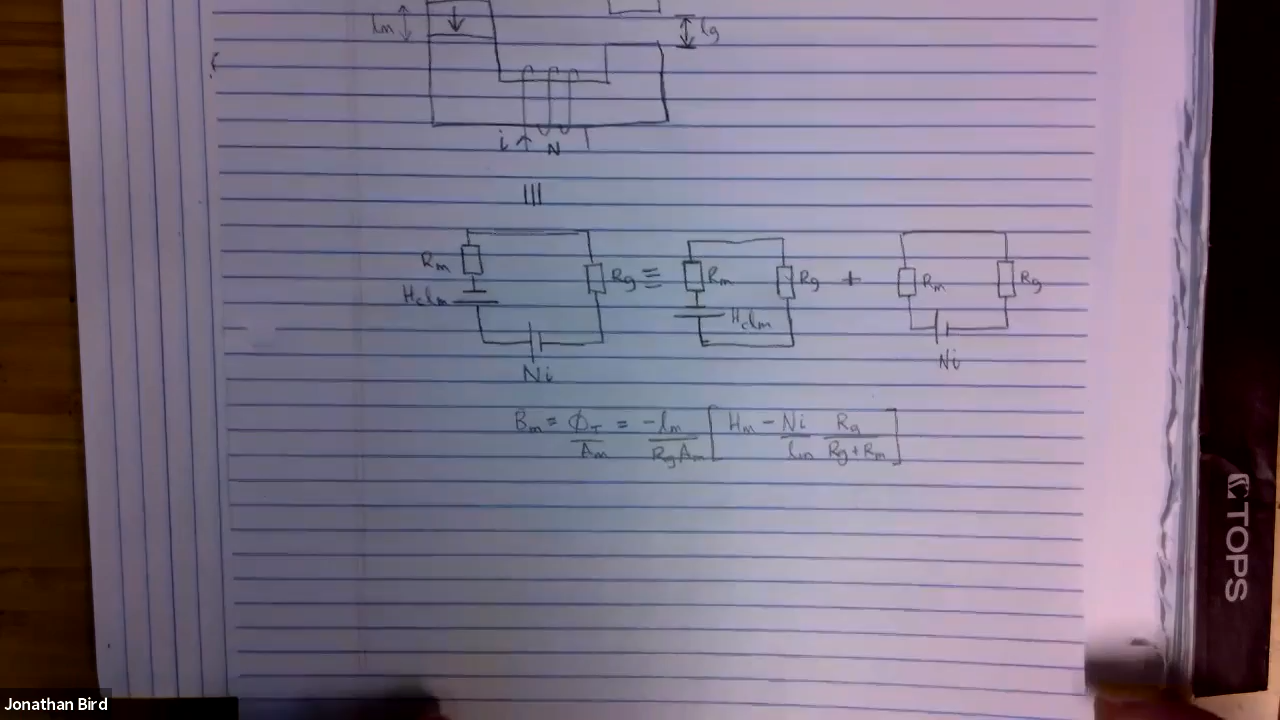 lm lg
i N
|||
Rm Rg ≡ Rm Rg + Rm Rg
Hclm Hclm
Ni Ni
Bm = ΦT/Am = -lm/RgAm [Hm - Ni/lm Rg/Rg+Rm]
TOPS
Jonathan Bird